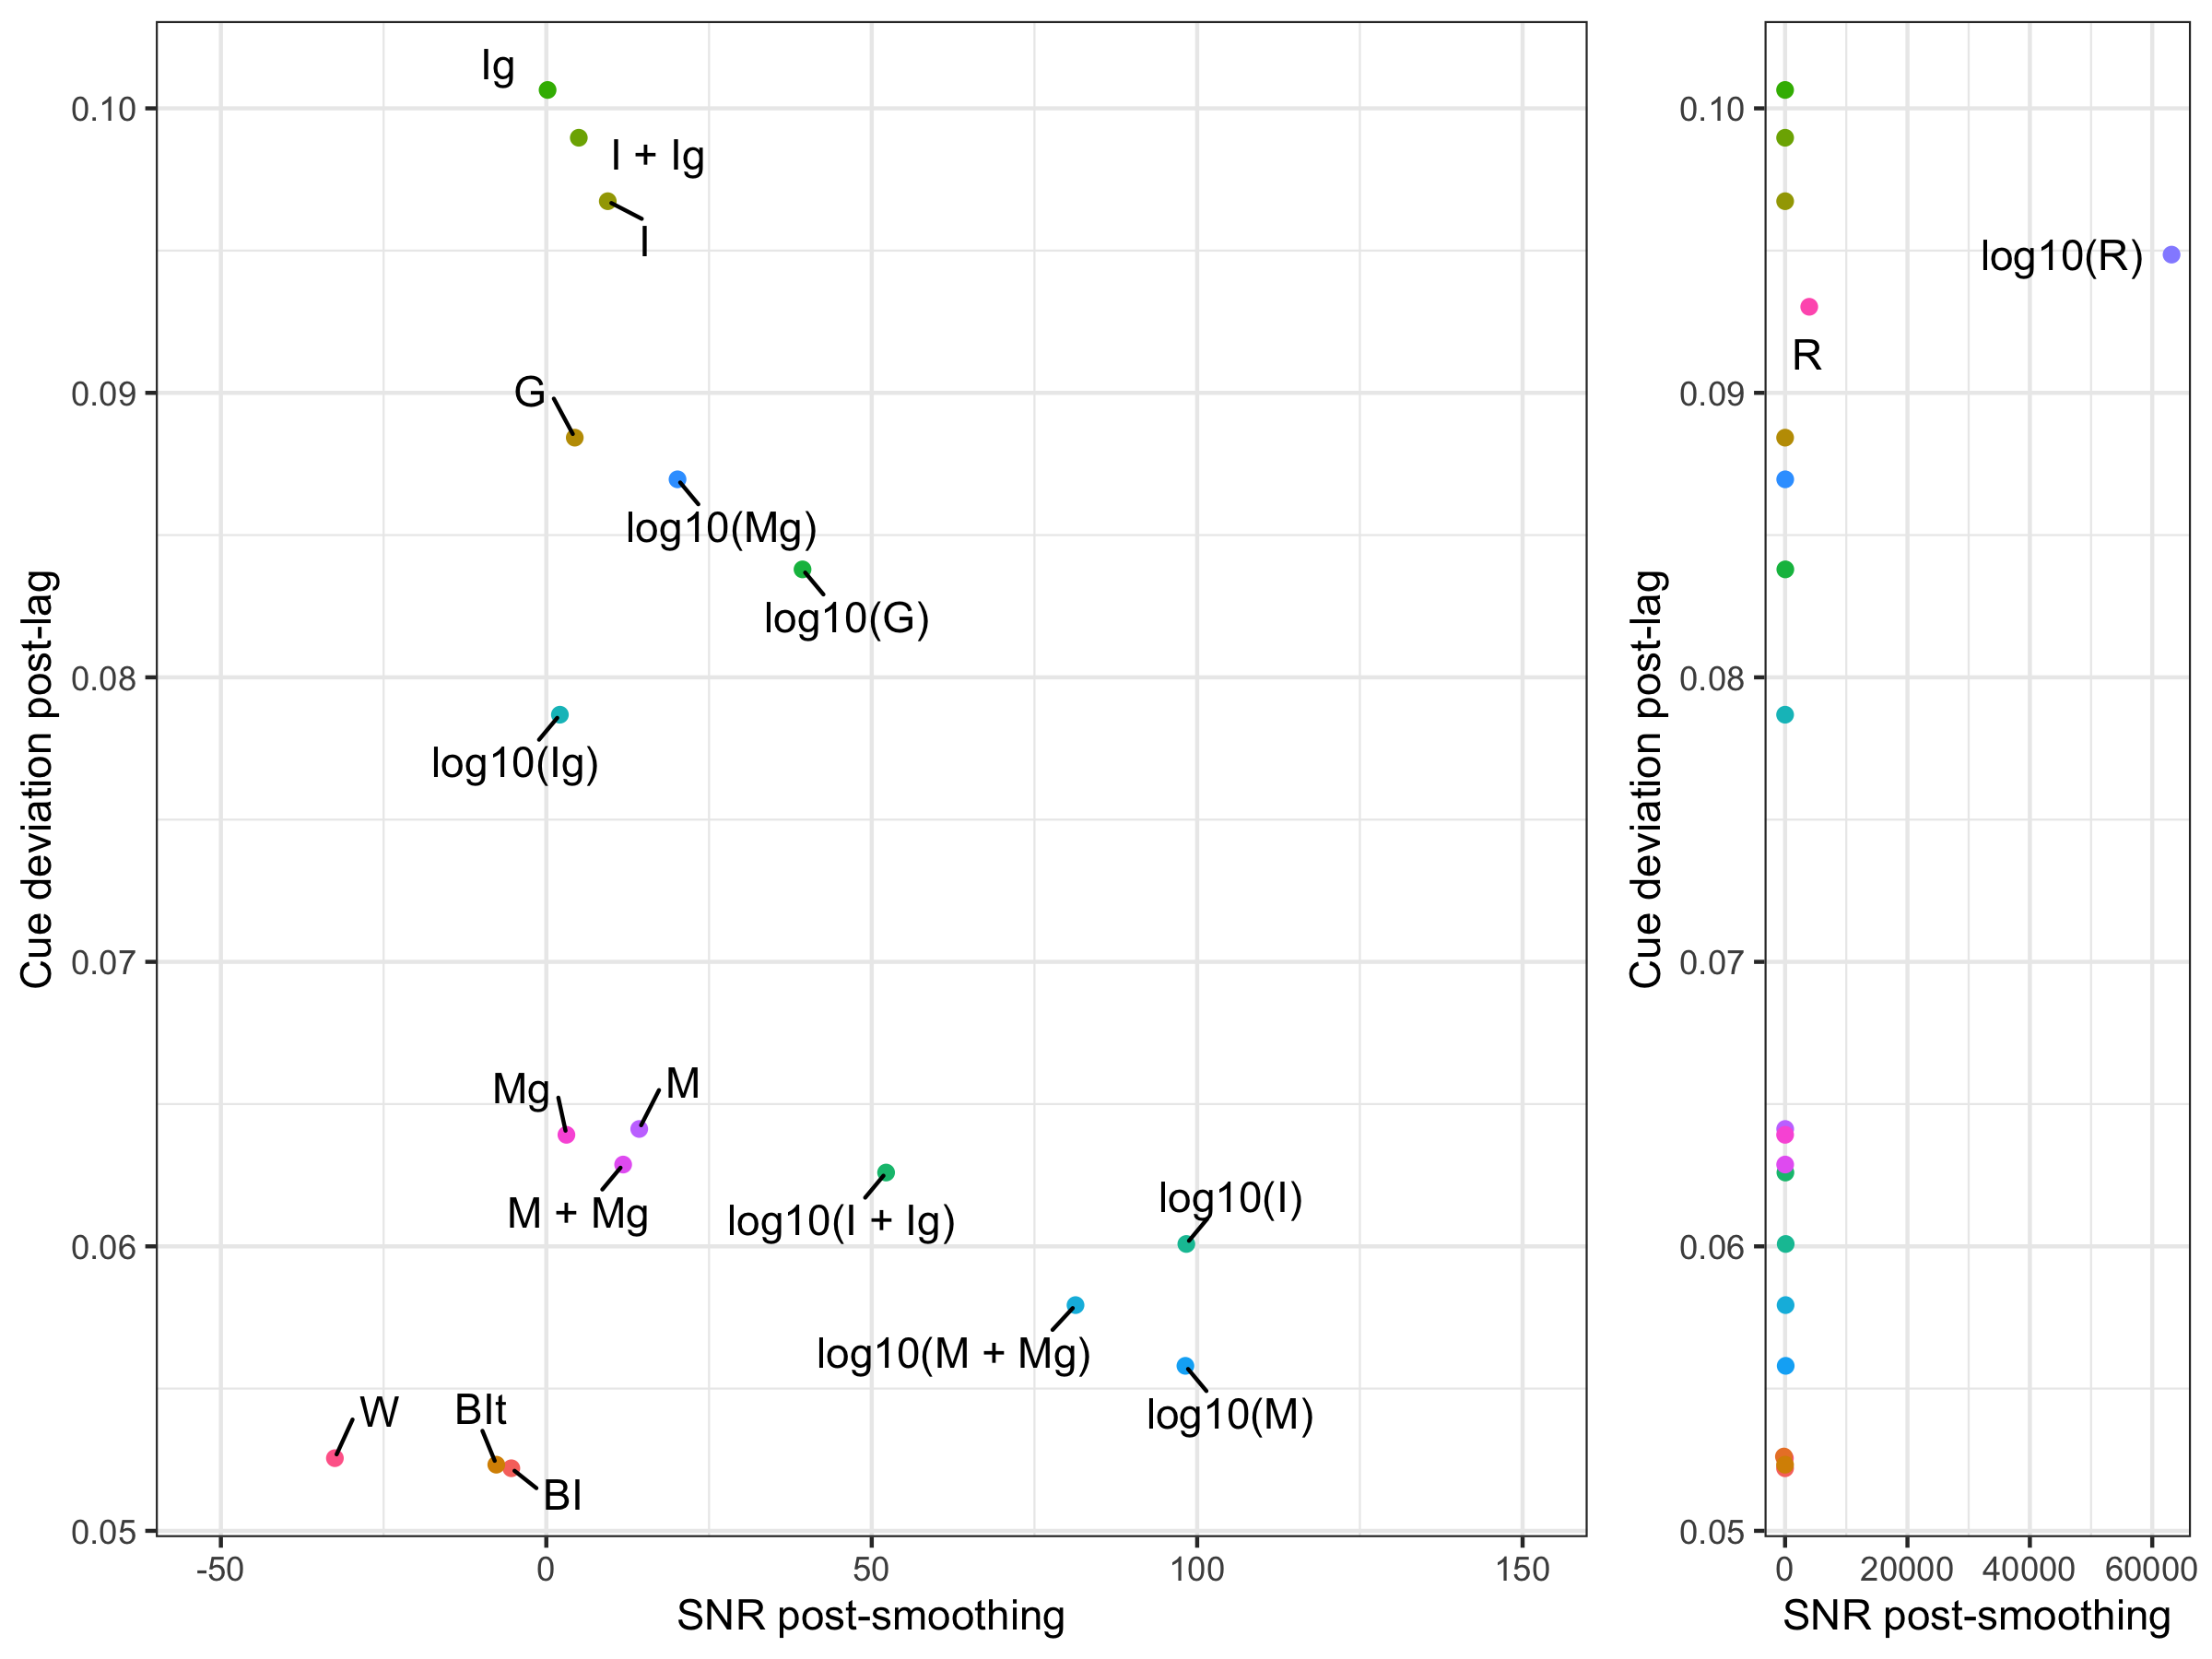 Cue deviation post-lag
0.10
0.09
0.08
0.07
0.06
0.05
Ig
I + Ig
I
G
log10(Mg)
log10(G)
log10(Ig)
Mg
M
M + Mg
log10(I + Ig)
log10(I)
log10(M + Mg)
log10(M)
W
BIt
BI
-50
0
50
100
150
SNR post-smoothing
Cue deviation post-lag
0.10
0.09
0.08
0.07
0.06
0.05
log10(R)
R
0
20000
40000
60000
SNR post-smoothing